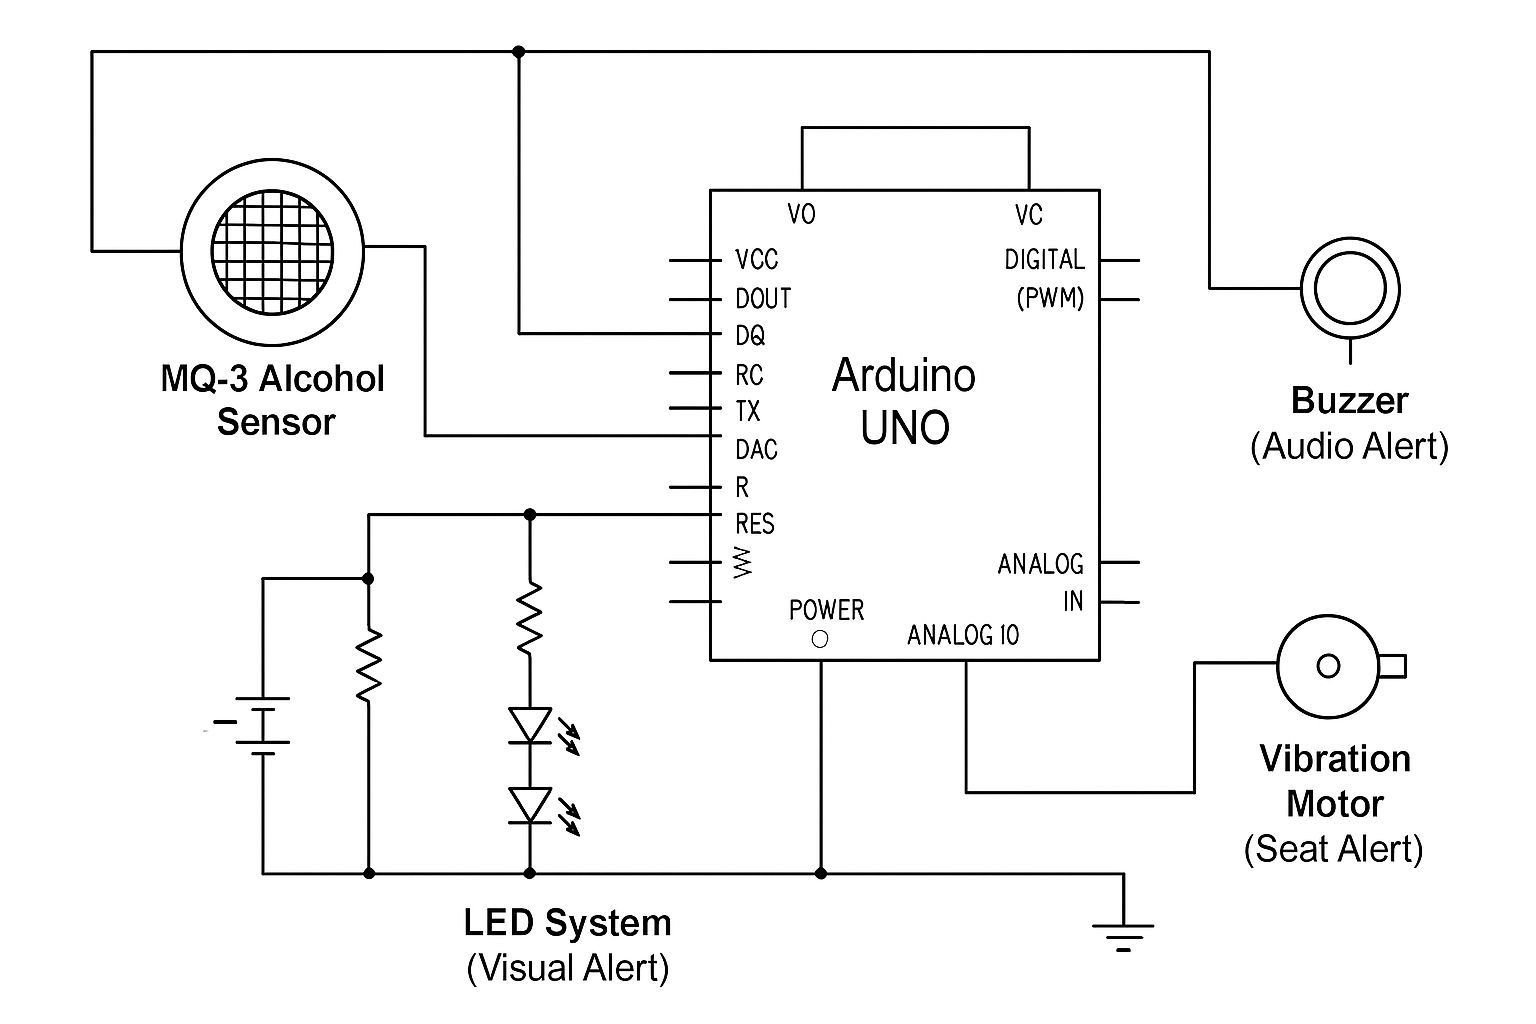 VO
VC
VCC
DOUT
DQ
RC
TX
DAC
R
RES
DIGITAL
(PWM)
Arduino
UNO
ANALOG
IN
POWER
ANALOG 10
MQ-3 Alcohol
Sensor
Buzzer
(Audio Alert)
Vibration
Motor
(Seat Alert)
LED System
(Visual Alert)